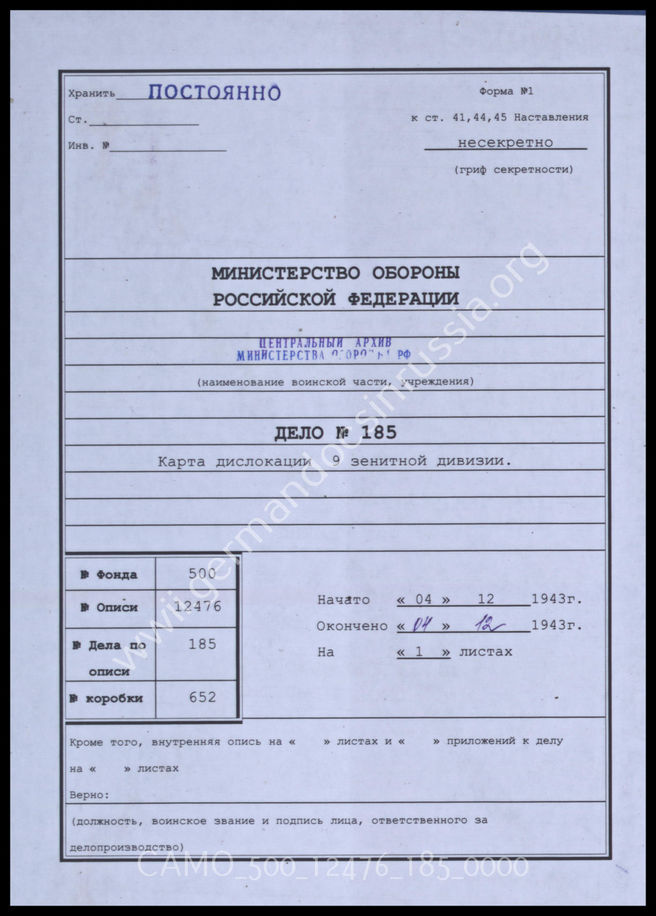 Хранить ПОСТОЯННО
Форма №1
Ст.
к ст. 41,44,45 Наставления
Инв. №
несекретно
(гриф секретности)
МИНИСТЕРСТВО ОБОРОНЫ
РОССИЙСКОЙ ФЕДЕРАЦИИ
ЦЕНТРАЛЬНЫЙ АРХИВ
МИНИСТЕРСТВА ОБОРОНЫ РФ
(наименование воинской части, учреждения)
ДЕЛО № 185
Карта дислокации 9 зенитной дивизии.
№ Фонда 500
№ Описи 12476
№ Дела по описи 185
№ коробки 652
Начато « 04 » 12 1943г.
Окончено « 04 » 12 1943г.
На « 1 » листах
Кроме того, внутренняя опись на « » листах и « » приложений к делу
на « » листах
Верно:
(должность, воинское звание и подпись лица, ответственного за
делопроизводство)
www.germandocsinrussia.org
CAMO_500_12476_185_0000